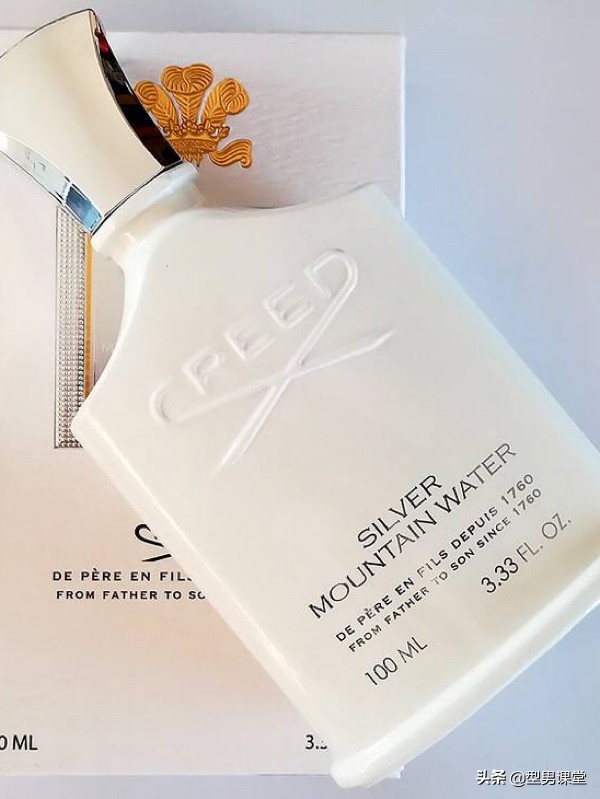 CREED
SILVER
MOUNTAIN WATER
DE PÈRE EN FILS DEPUIS 1760
FROM FATHER TO SON SINCE 1760
100 ML
3.33 FL. OZ.
DE PÈRE EN FILS
FROM FATHER TO
ML
头条 @型男课堂